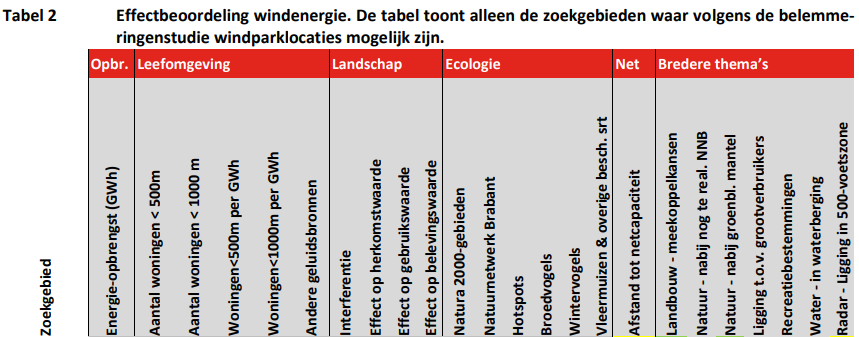 Tabel 2 Effectbeoordeling windenergie. De tabel toont alleen de zoekgebieden waar volgens de belemme-
ringenstudie windparklocaties mogelijk zijn.
Opbr. Leefomgeving Landschap Ecologie Net Bredere thema's
Zoekgebied
Energie-opbrengst (GWh)
Aantal woningen < 500m
Aantal woningen < 1000 m
Woningen<500m per GWh
Woningen<1000m per GWh
Andere geluidsbronnen
Interferentie
Effect op herkomstwaarde
Effect op gebruikswaarde
Effect op belevingswaarde
Natura 2000-gebieden
Natuurnetwerk Brabant
Hotspots
Broedvogels
Wintervogels
Vleermuizen & overige besch. srt
Afstand tot netcapaciteit
Landbouw - meekoppelkansen
Natuur - nabij nog te real. NNB
Natuur - nabij groenbl. mantel
Ligging t.o.v. grootverbruikers
Recreatiebestemmingen
Water - in waterberging
Radar - Ligging in 500-voetszone